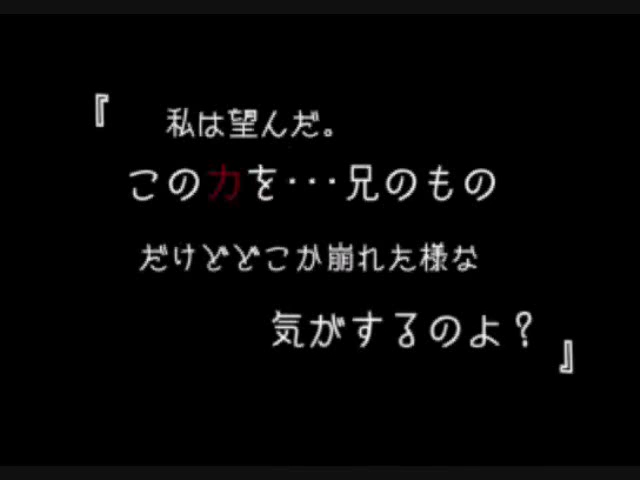 『 私は望んだ。
この力を･･･兄のもの
だけどどこか崩れた様な
気がするのよ？ 』